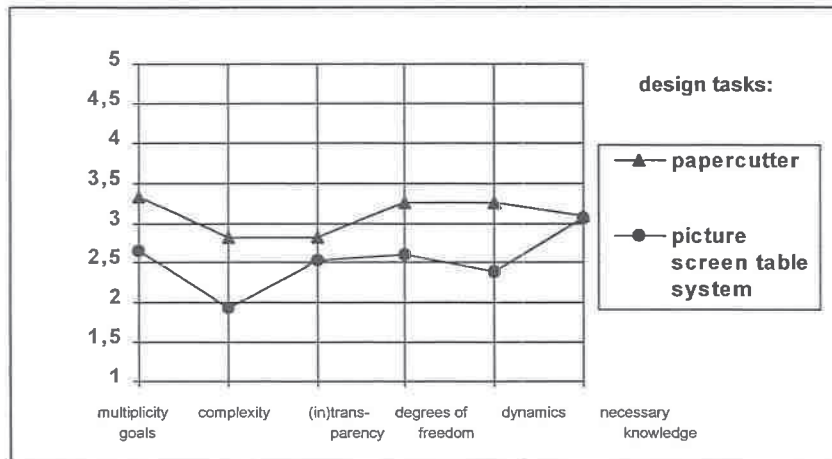 5
4,5
4
3,5
3
2,5
2
1,5
1
multiplicity goals
complexity
(in)trans-
parency
degrees of
freedom
dynamics
necessary
knowledge
design tasks:
papercutter
picture
screen table
system